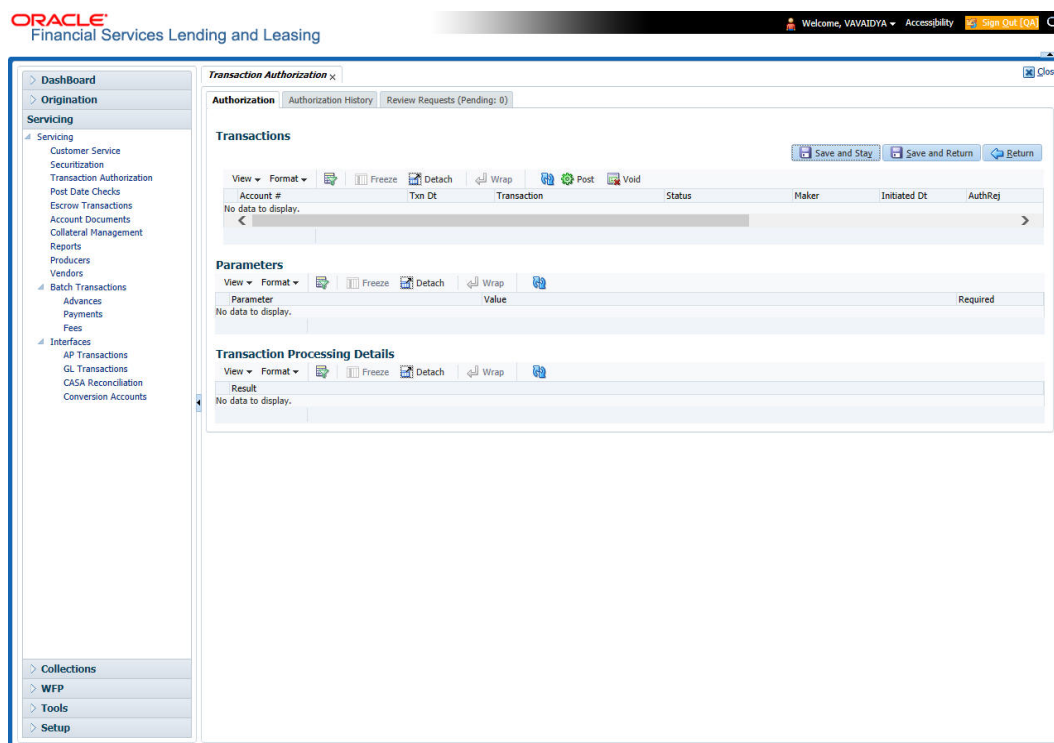 ORACLE
Financial Services Lending and Leasing
Welcome, VAVAIDYA Accessibility Sign Out [QA]
Clos
DashBoard
Origination
Servicing
Servicing
Customer Service
Securitization
Transaction Authorization
Post Date Checks
Escrow Transactions
Account Documents
Collateral Management
Reports
Producers
Vendors
Batch Transactions
Advances
Payments
Fees
Interfaces
AP Transactions
GL Transactions
CASA Reconciliation
Conversion Accounts
Collections
WFP
Tools
Setup
Transaction Authorization x
Authorization Authorization History Review Requests (Pending: 0)
Transactions
Save and Stay Save and Return Return
View Format Freeze Detach Wrap Post Void
Account # Txn Dt Transaction Status Maker Initiated Dt AuthRej
No data to display.
Parameters
View Format Freeze Detach Wrap
Parameter Value Required
No data to display.
Transaction Processing Details
View Format Freeze Detach Wrap
Result
No data to display.